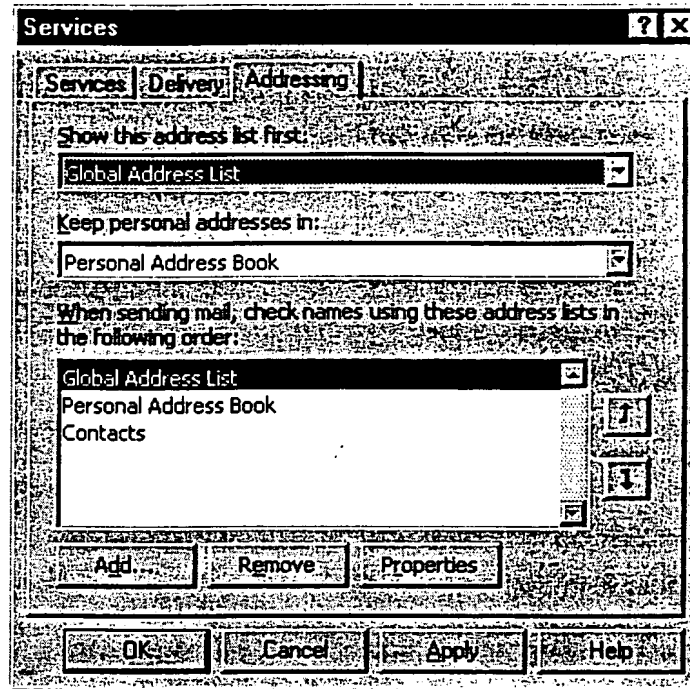 Services
Services Delivery Addressing
Show this address list first:
Global Address List
Keep personal addresses in:
Personal Address Book
When sending mail, check names using these address lists in
the following order:
Global Address List
Personal Address Book
Contacts
Add... Remove Properties
OK Cancel Apply Help